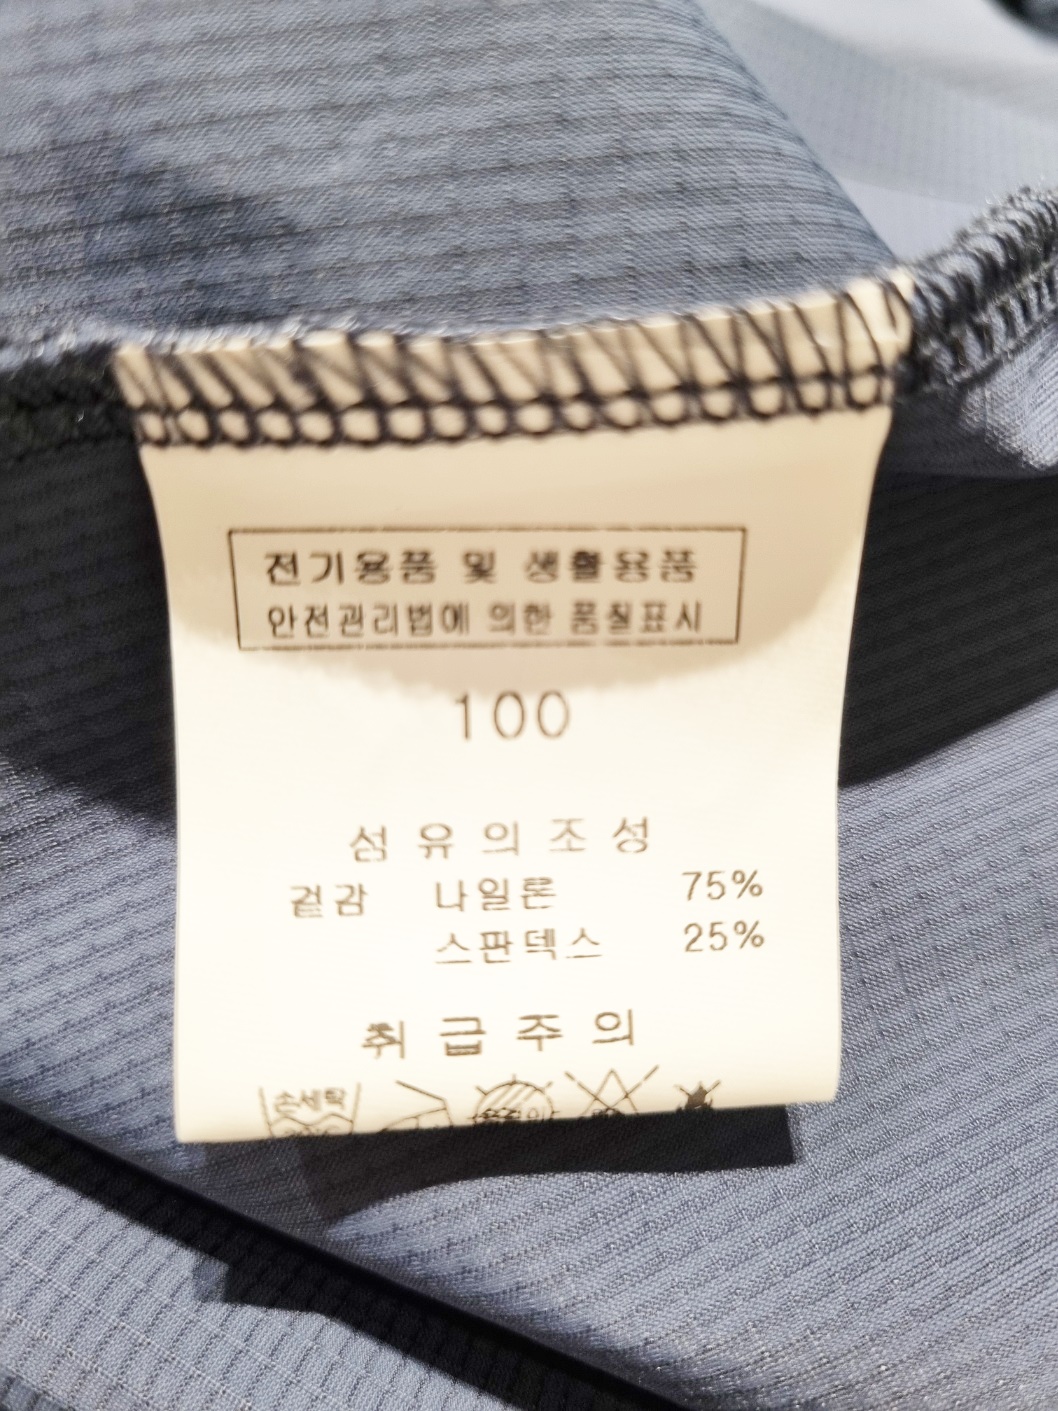 전기용품 및 생활용품
안전관리법에 의한 품질표시
100
섬유의조성
겉감 나일론 75%
스판덱스 25%
취급주의
손세탁